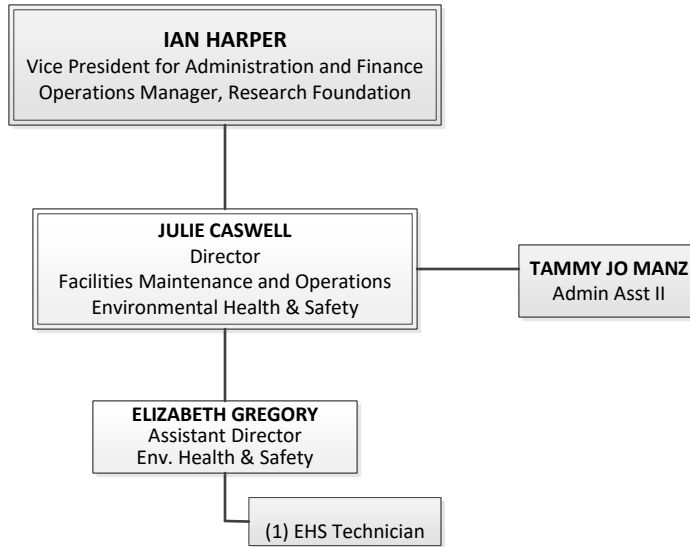 IAN HARPER
Vice President for Administration and Finance
Operations Manager, Research Foundation
JULIE CASWELL
Director
Facilities Maintenance and Operations
Environmental Health & Safety
TAMMY JO MANZ
Admin Asst II
ELIZABETH GREGORY
Assistant Director
Env. Health & Safety
(1) EHS Technician